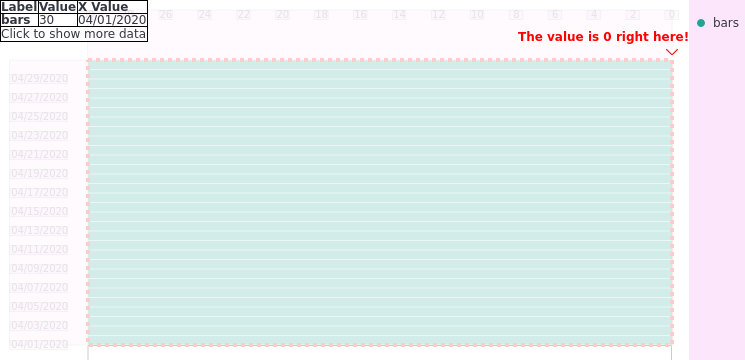 Label Value X Value
bars 30 04/01/2020
Click to show more data
26 24 22 20 18 16 14 12 10 8 6 4 2 0
bars
The value is 0 right here!
04/29/2020
04/27/2020
04/25/2020
04/23/2020
04/21/2020
04/19/2020
04/17/2020
04/15/2020
04/13/2020
04/11/2020
04/09/2020
04/07/2020
04/05/2020
04/03/2020
04/01/2020